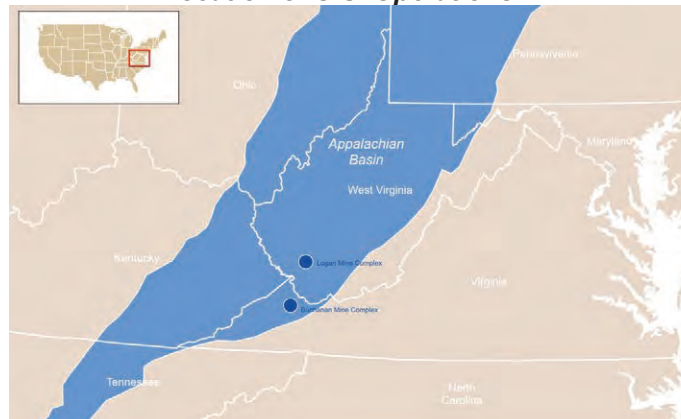 Pennsylvania
Ohio
Maryland
Appalachian
Basin
West Virginia
Kentucky
Logan Mine Complex
Virginia
Buchanan Mine Complex
Tennessee
North
Carolina